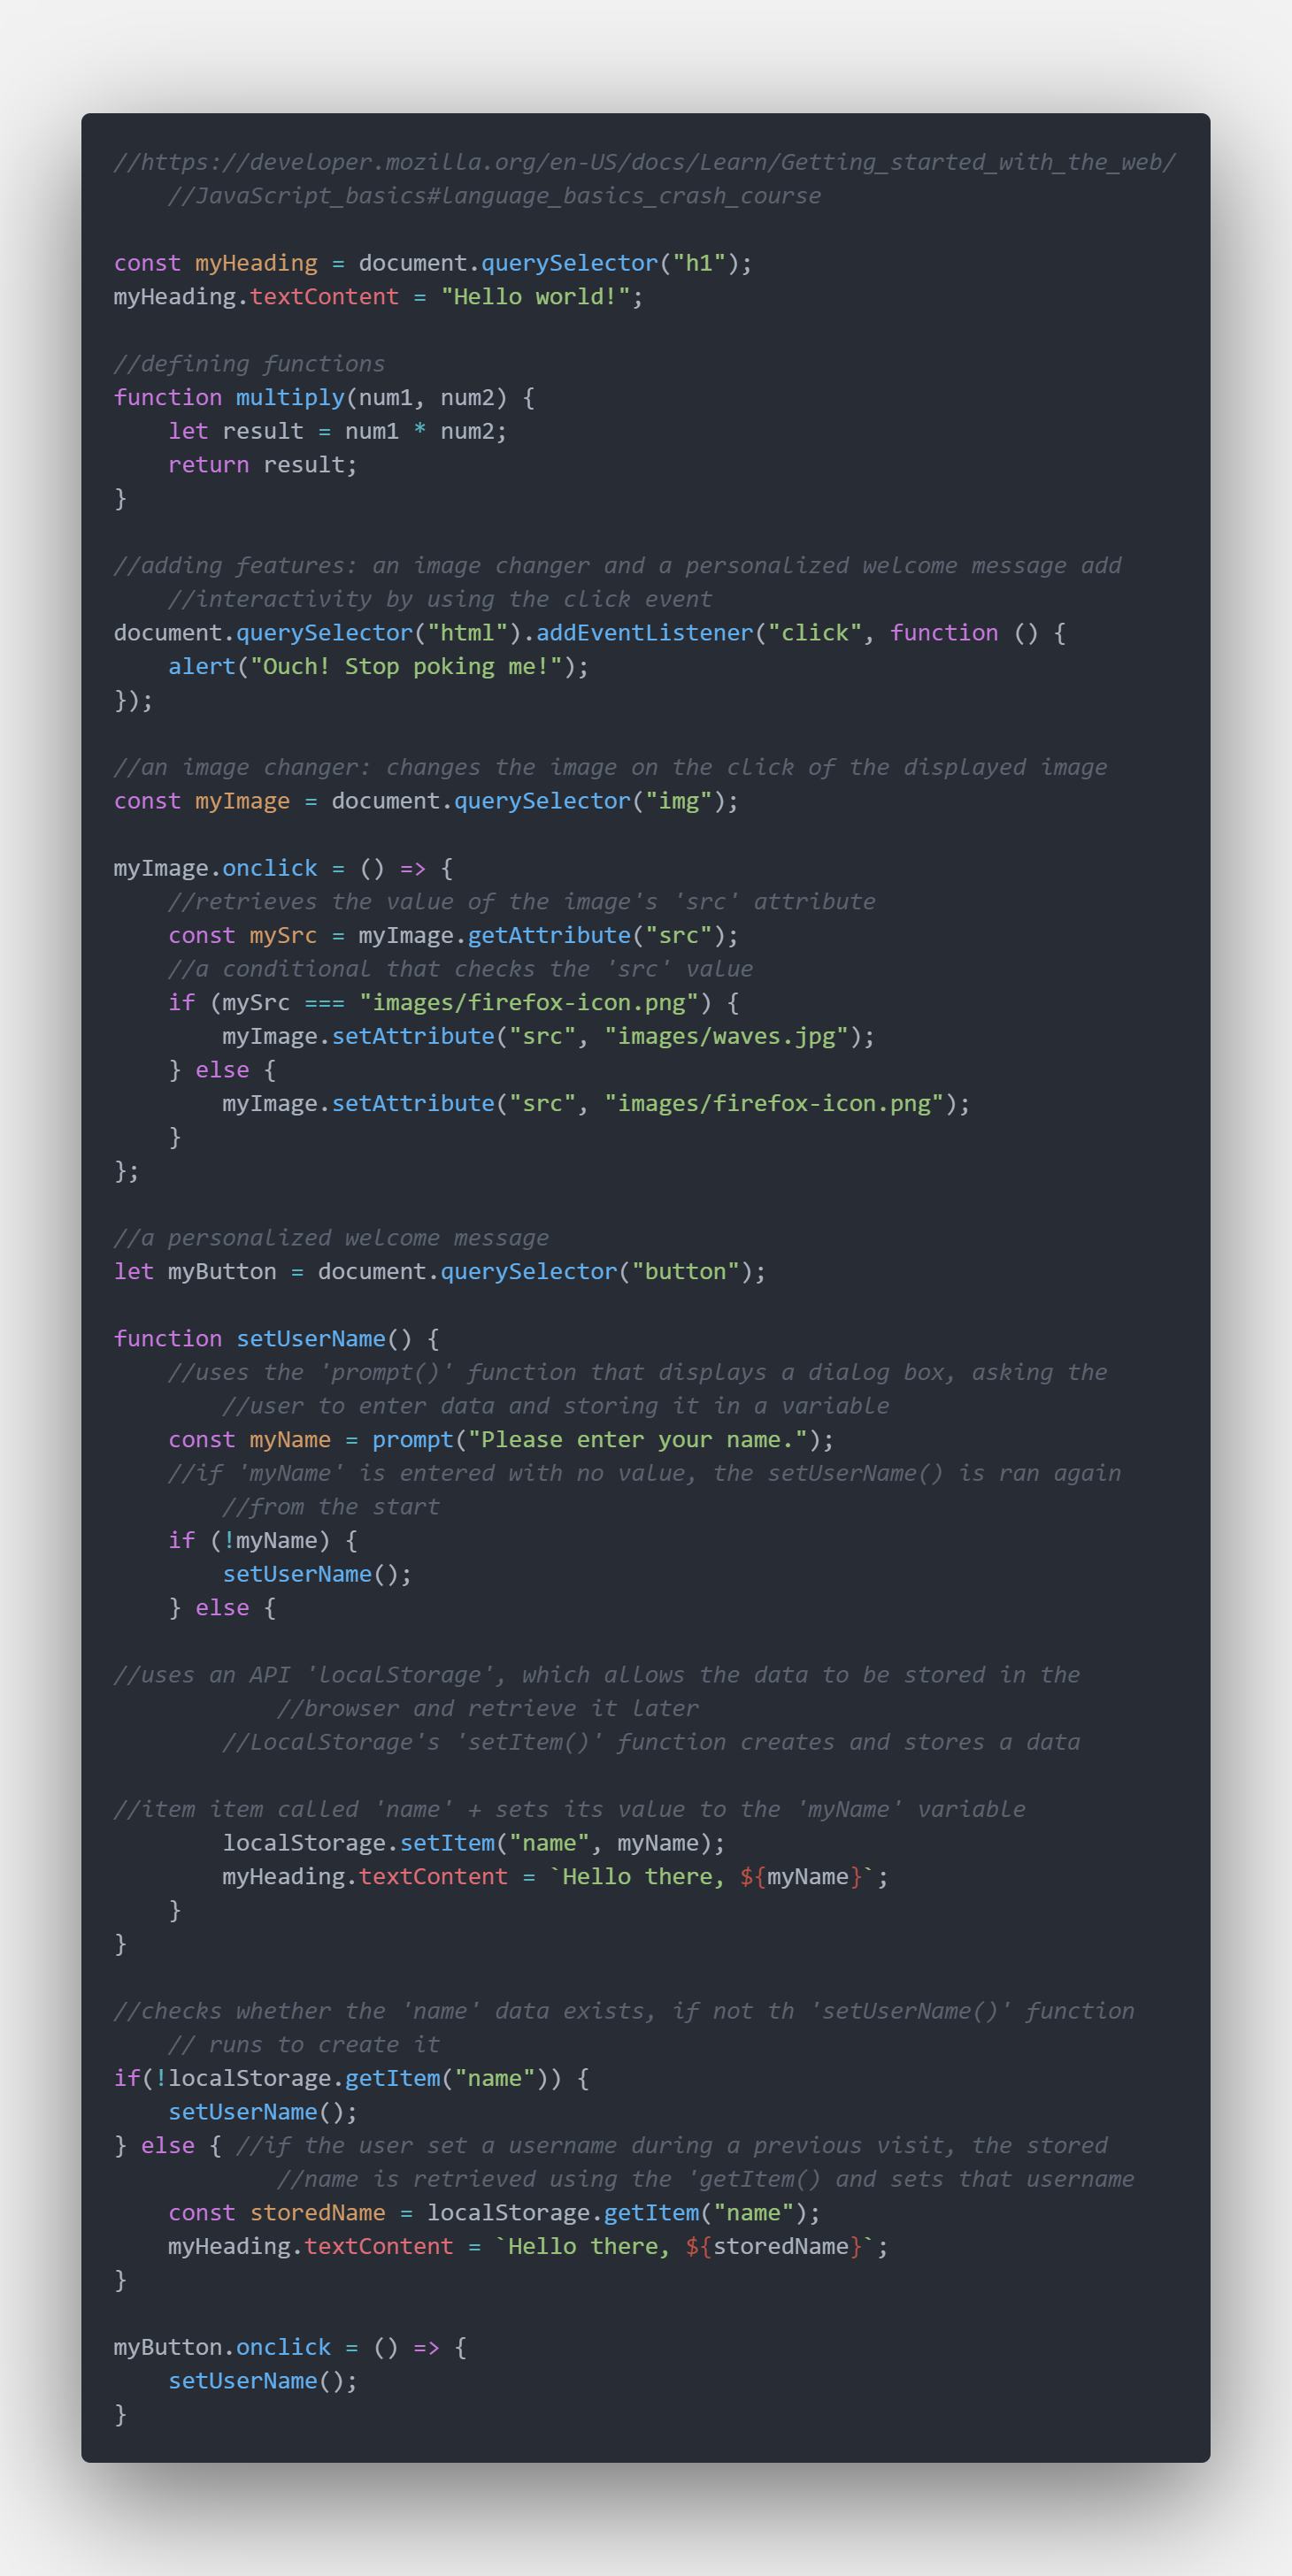 //https://developer.mozilla.org/en-US/docs/Learn/Getting_started_with_the_web/
    //JavaScript_basics#language_basics_crash_course

const myHeading = document.querySelector("h1");
myHeading.textContent = "Hello world!";

//defining functions
function multiply(num1, num2) {
    let result = num1 * num2;
    return result;
}

//adding features: an image changer and a personalized welcome message add
    //interactivity by using the click event
document.querySelector("html").addEventListener("click", function () {
    alert("Ouch! Stop poking me!");
});

//an image changer: changes the image on the click of the displayed image
const myImage = document.querySelector("img");

myImage.onclick = () => {
    //retrieves the value of the image's 'src' attribute
    const mySrc = myImage.getAttribute("src");
    //a conditional that checks the 'src' value
    if (mySrc === "images/firefox-icon.png") {
        myImage.setAttribute("src", "images/waves.jpg");
    } else {
        myImage.setAttribute("src", "images/firefox-icon.png");
    }
};

//a personalized welcome message
let myButton = document.querySelector("button");

function setUserName() {
    //uses the 'prompt()' function that displays a dialog box, asking the
        //user to enter data and storing it in a variable
    const myName = prompt("Please enter your name.");
    //if 'myName' is entered with no value, the setUserName() is ran again
        //from the start
    if (!myName) {
        setUserName();
    } else {

//uses an API 'localStorage', which allows the data to be stored in the
            //browser and retrieve it later
        //LocalStorage's 'setItem()' function creates and stores a data

//item item called 'name' + sets its value to the 'myName' variable
        localStorage.setItem("name", myName);
        myHeading.textContent = `Hello there, ${myName}`;
    }
}

//checks whether the 'name' data exists, if not th 'setUserName()' function
    // runs to create it
if(!localStorage.getItem("name")) {
    setUserName();
} else { //if the user set a username during a previous visit, the stored
            //name is retrieved using the 'getItem() and sets that username
    const storedName = localStorage.getItem("name");
    myHeading.textContent = `Hello there, ${storedName}`;
}

myButton.onclick = () => {
    setUserName();
}